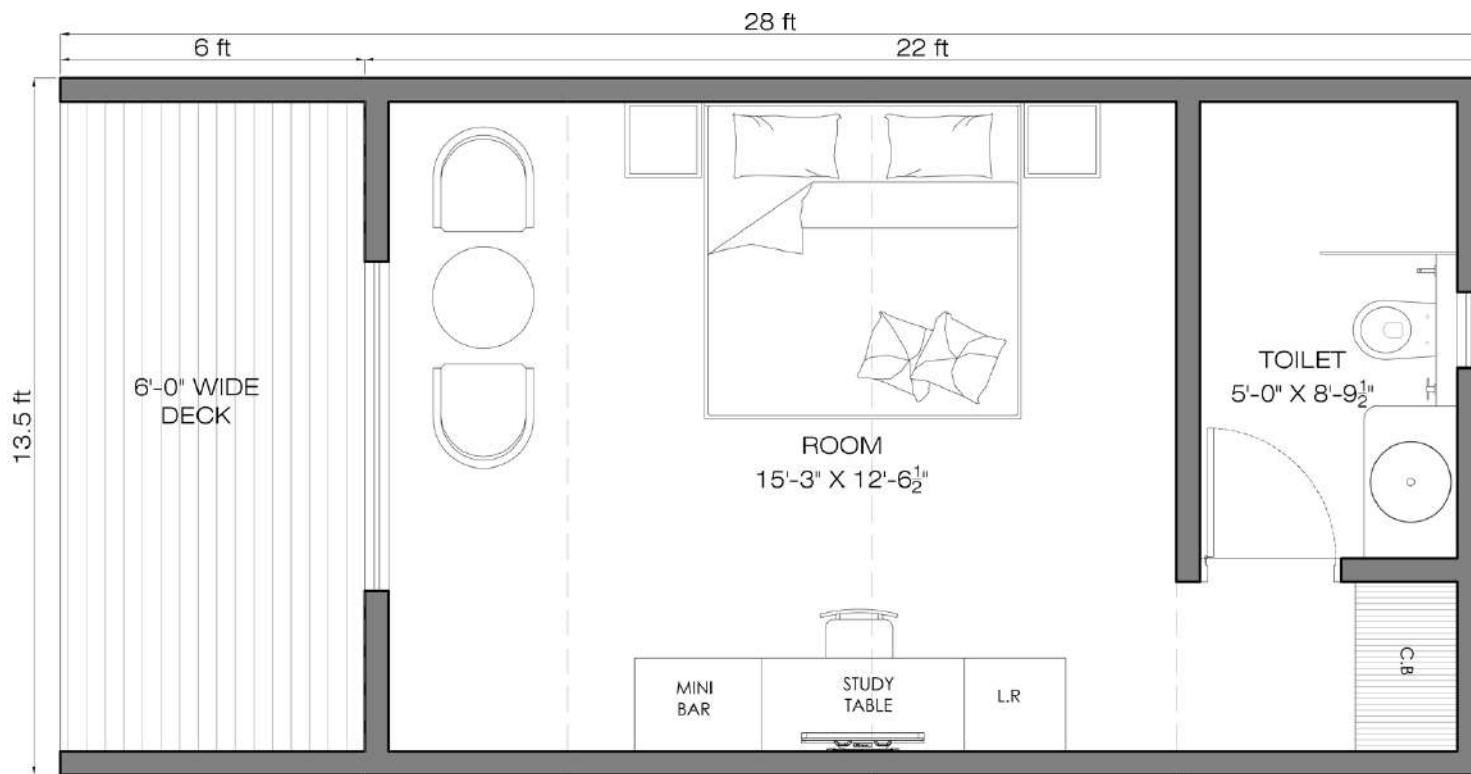 28 ft
6 ft
22 ft
13.5 ft
6'-0" WIDE
DECK
ROOM
15'-3" X 12'-6½"
TOILET
5'-0" X 8'-9½"
MINI
BAR
STUDY
TABLE
L.R
C.B